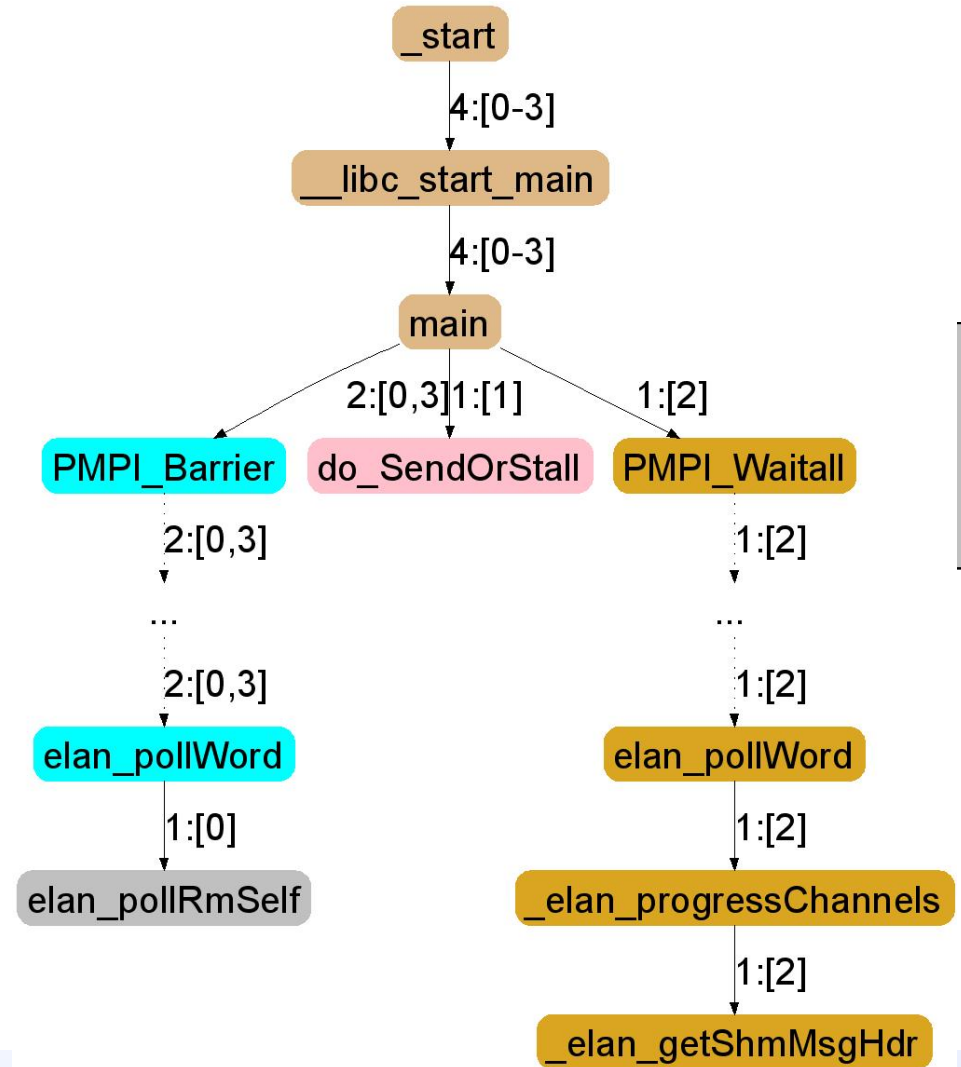 _start
4:[0-3]
__libc_start_main
4:[0-3]
main
2:[0,3] 1:[1] 1:[2]
PMPI_Barrier do_SendOrStall PMPI_Waitall
2:[0,3] 1:[2]
... ...
2:[0,3] 1:[2]
elan_pollWord elan_pollWord
1:[0] 1:[2]
elan_pollRmSelf _elan_progressChannels
1:[2]
_elan_getShmMsgHdr